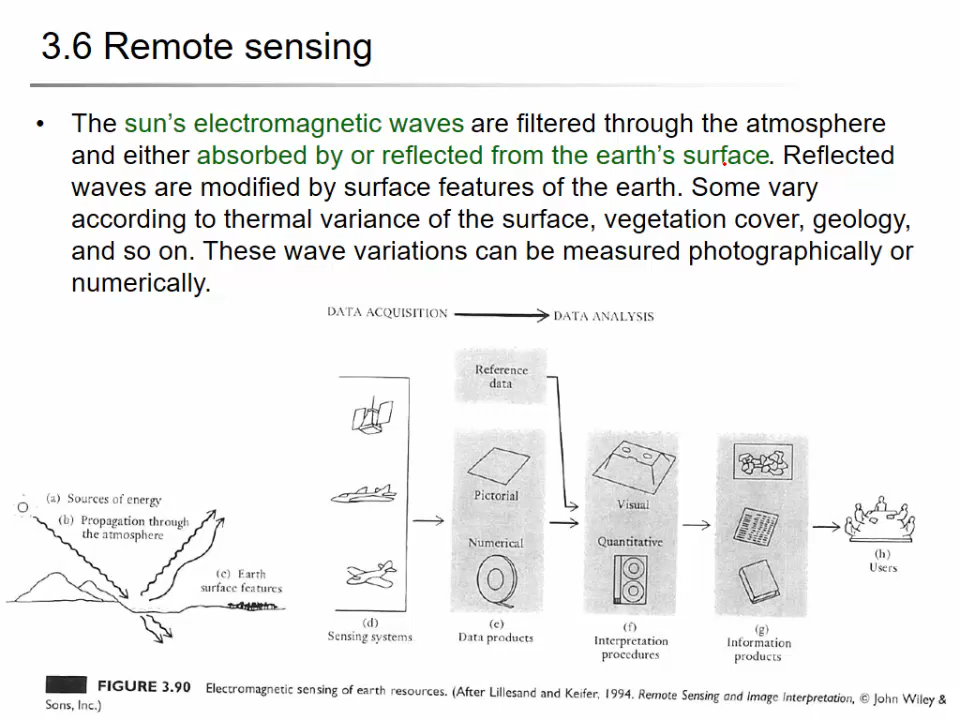 3.6 Remote sensing
• The sun's electromagnetic waves are filtered through the atmosphere
and either absorbed by or reflected from the earth's surface. Reflected
waves are modified by surface features of the earth. Some vary
according to thermal variance of the surface, vegetation cover, geology,
and so on. These wave variations can be measured photographically or
numerically.
DATA ACQUISITION
DATA ANALYSIS
Reference
data
(a) Sources of energy
(b) Propagation through
the atmosphere
(c) Earth
surface features
(d)
Sensing systems
Pictorial
Numerical
(e)
Data products
Visual
Quantitative
(f)
Interpretation
procedures
(g)
Information
products
(h)
Users
FIGURE 3.90 Electromagnetic sensing of earth resources. (After Lillesand and Keifer, 1994. Remote Sensing and Image Interpretation, © John Wiley &
Sons, Inc.)